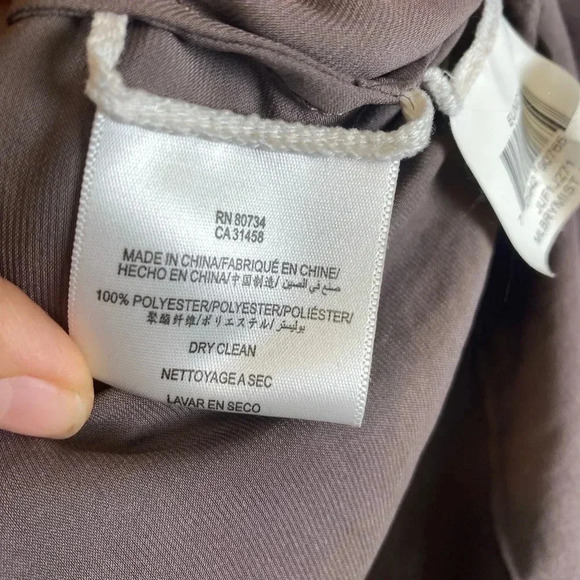 RN 80734
CA 31458
MADE IN CHINA/FABRIQUÉ EN CHINE/
HECHO EN CHINA/中国制造/صنع في الصين
100% POLYESTER/POLYESTER/POLIÉSTER/
聚酯纤维/ポリエステル/بوليستر
DRY CLEAN
NETTOYAGE A SEC
LAVAR EN SECO